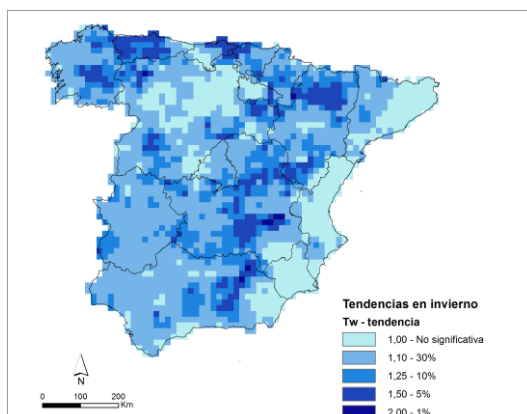 Tendencias en invierno
Tw - tendencia
1,00 - No significativa
1,10 - 30%
1,25 - 10%
1,50 - 5%
2,00 - 1%
N
0 50 100 200
Km